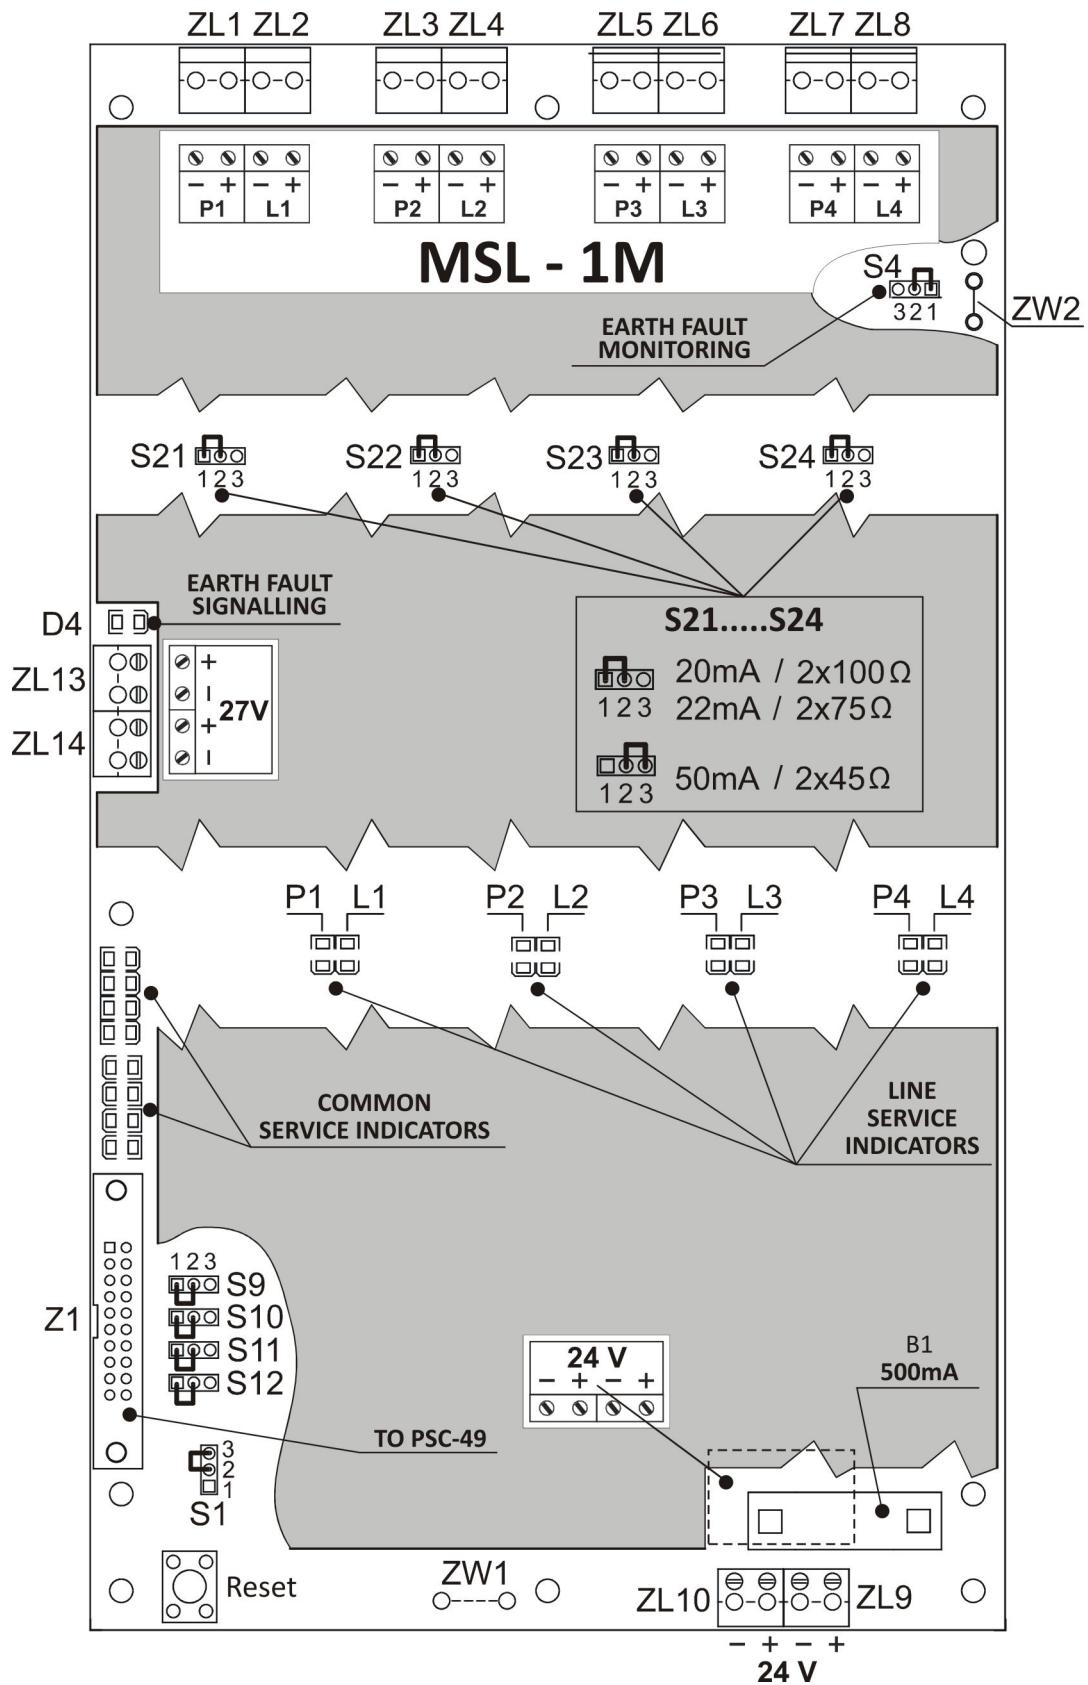 ZL1 ZL2 ZL3 ZL4 ZL5 ZL6 ZL7 ZL8
- + - + - + - + - + - + - + - +
P1 L1 P2 L2 P3 L3 P4 L4
MSL - 1M
S4
321
ZW2
EARTH FAULT
MONITORING
S21 S22 S23 S24
123 123 123 123
EARTH FAULT
SIGNALLING
D4
ZL13
ZL14
+
-
27V
+
-
S21.....S24
20mA / 2x100Ω
123 22mA / 2x75Ω
123 50mA / 2x45Ω
P1 L1 P2 L2 P3 L3 P4 L4
COMMON
SERVICE INDICATORS
LINE
SERVICE
INDICATORS
Z1
123
S9
S10
S11
S12
TO PSC-49
3
2
1
S1
24 V
- + - +
B1
500mA
Reset
ZW1
ZL10 ZL9
- + - +
24 V